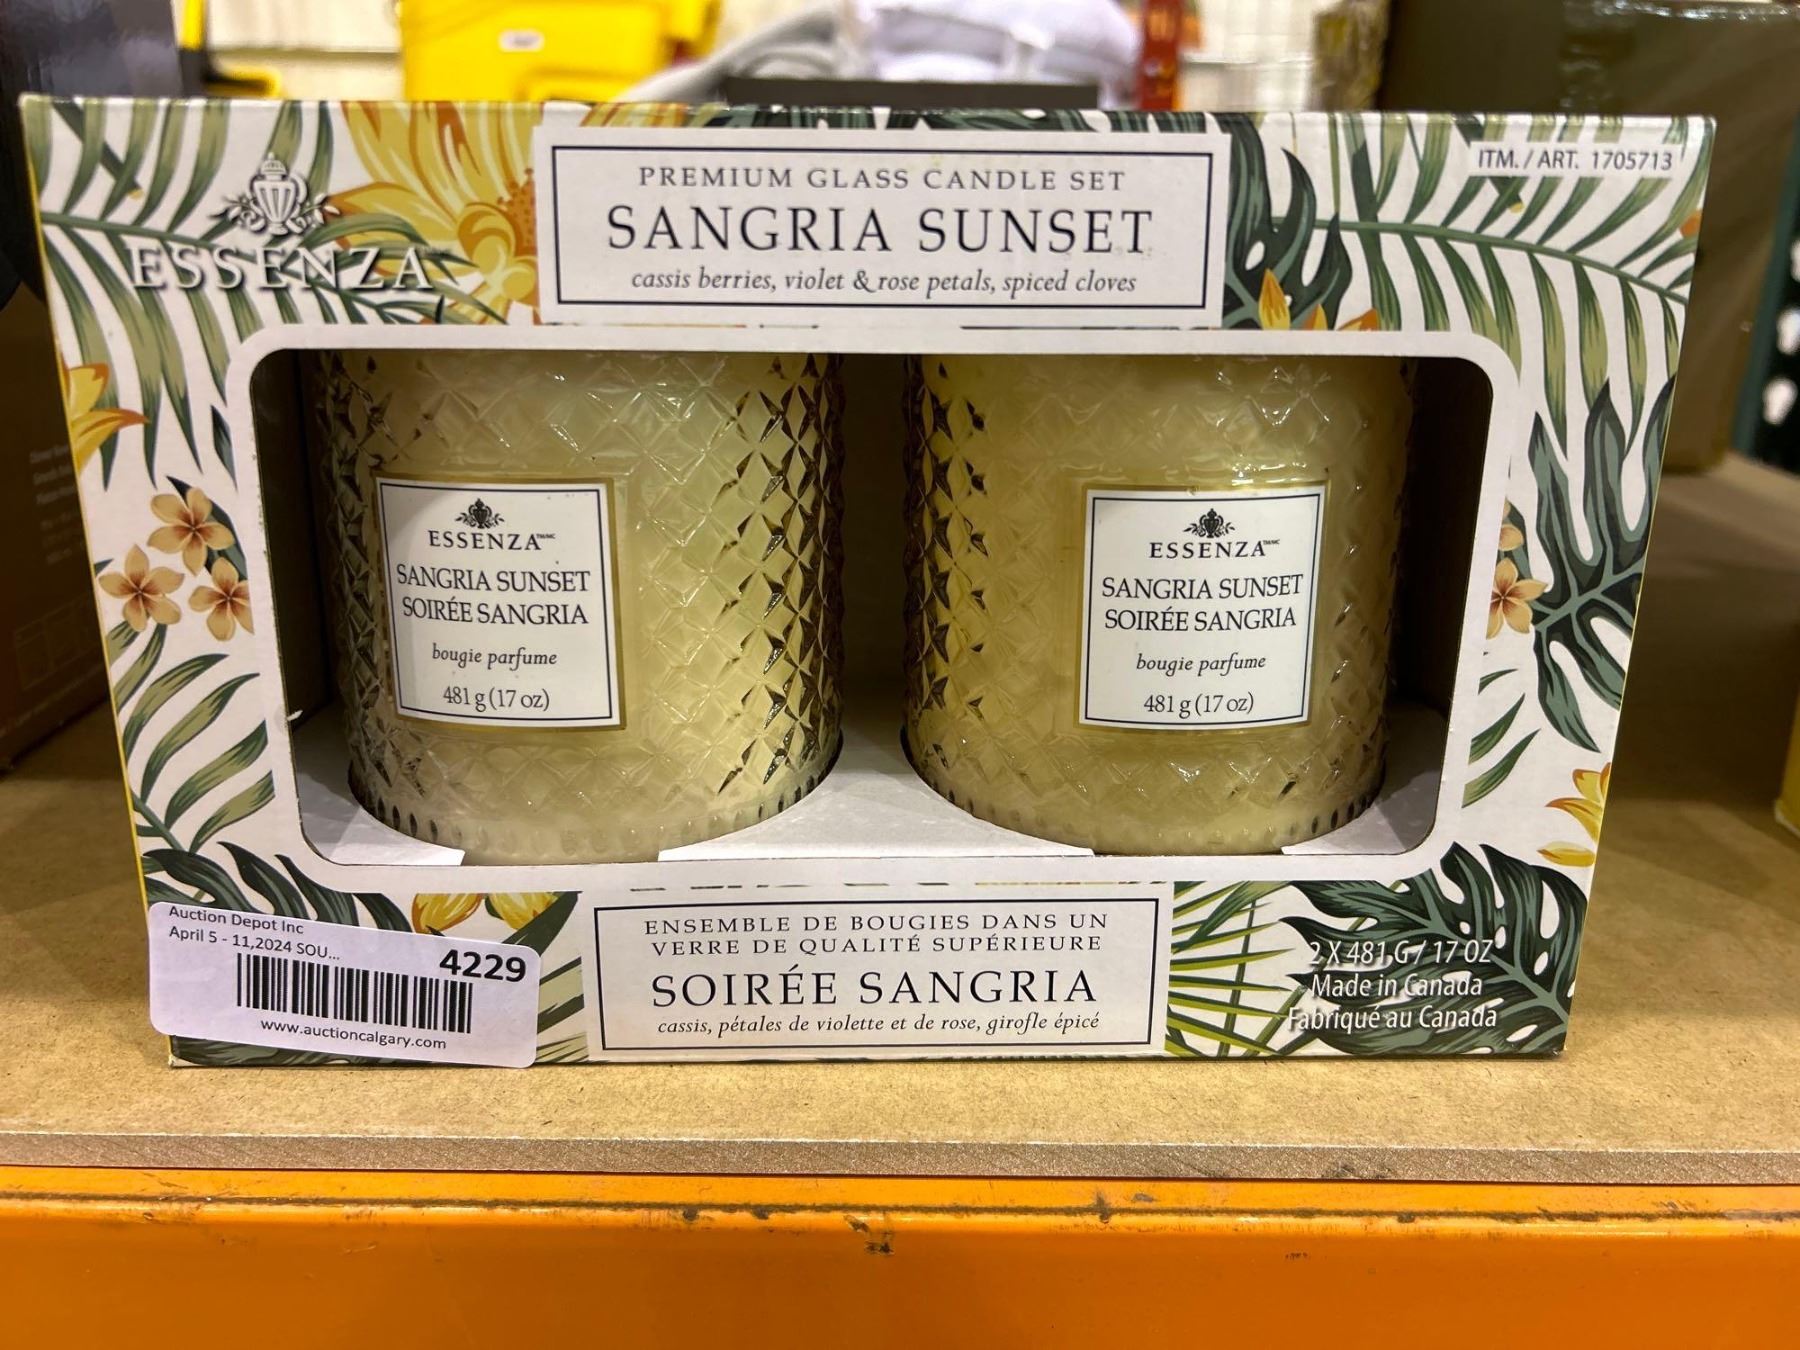 PREMIUM GLASS CANDLE SET
SANGRIA SUNSET
cassis berries, violet & rose petals, spiced cloves
ITM. / ART. 1705713
ESSENZA
ESSENZA™/MC
SANGRIA SUNSET
SOIRÉE SANGRIA
bougie parfume
481 g (17 oz)
ESSENZA™/MC
SANGRIA SUNSET
SOIRÉE SANGRIA
bougie parfume
481 g (17 oz)
Auction Depot Inc
April 5 - 11,2024 SOU...
4229
www.auctioncalgary.com
ENSEMBLE DE BOUGIES DANS UN
VERRE DE QUALITÉ SUPÉRIEURE
SOIRÉE SANGRIA
cassis, pétales de violette et de rose, girofle épicé
2 X 481 G / 17 OZ
Made in Canada
Fabriqué au Canada